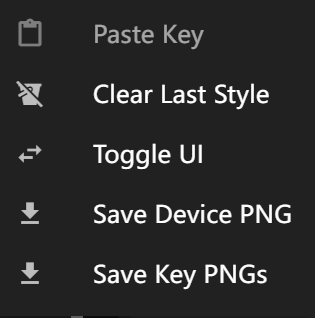 Paste Key
Clear Last Style
Toggle UI
Save Device PNG
Save Key PNGs